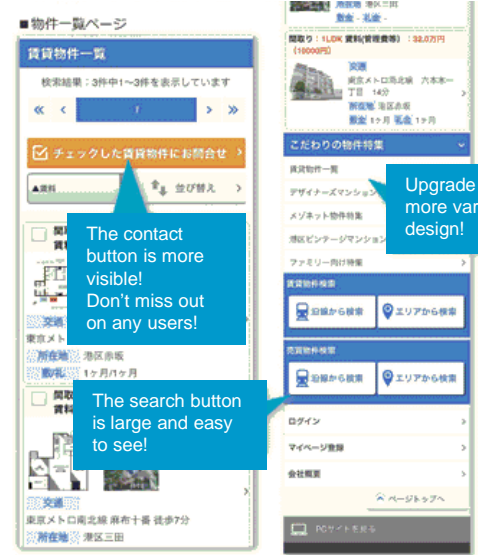 ■物件一覧ページ
賃貸物件一覧
検索結果：3件中1〜3件を表示しています
«
‹
1
›
»
チェックした賃貸物件にお問合せ
▲賃料
並び替え
The contact
button is more
visible!
Don't miss out
on any users!
交通
東京メト
所在地 港区赤坂
敷/礼 1ヶ月/1ヶ月
The search button
is large and easy
to see!
間取
賃料
交通
東京メトロ南北線 麻布十番 徒歩7分
所在地 港区三田
所在地 港区三田
敷金 - 礼金 -
間取り：1LDK 賃料(管理費等)：32.0万円
(10000円)
交通
東京メトロ南北線 六本木一
丁目 14分
所在地 港区赤坂
敷金 1ヶ月 礼金 1ヶ月
こだわりの物件特集
賃貸物件一覧
デザイナーズマンション
メゾネット物件特集
港区ビンテージマンション
ファミリー向け特集
Upgrade
more var
design!
賃貸物件検索
沿線から検索
エリアから検索
売買物件検索
沿線から検索
エリアから検索
ログイン
マイページ登録
会社概要
ページトップへ
PCサイトを見る